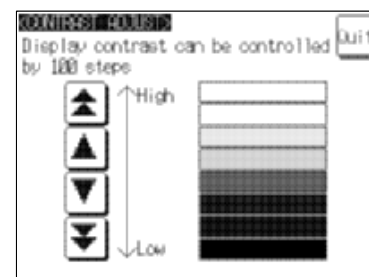 <CONTRAST ADJUST>
Quit
Display contrast can be controlled
by 100 steps
High
Low